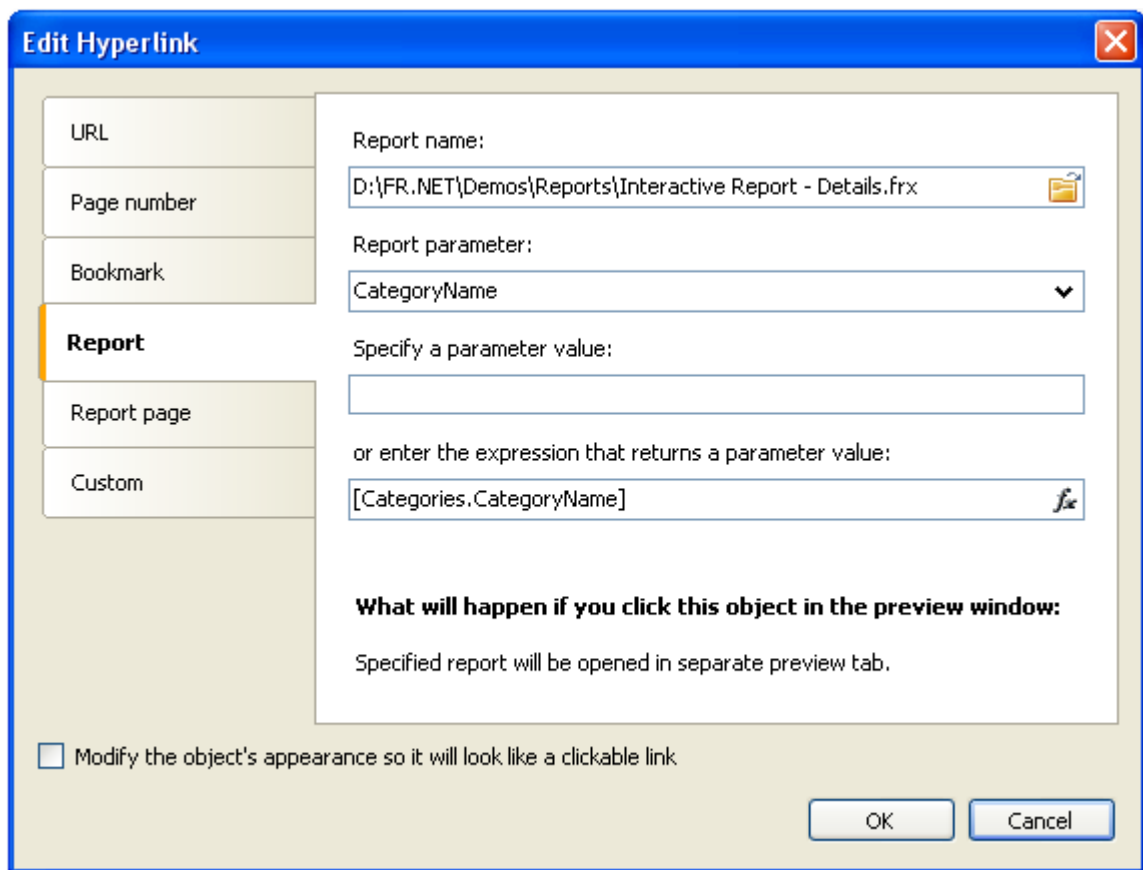 Edit Hyperlink
URL
Page number
Bookmark
Report
Report page
Custom
Report name:
D:\FR.NET\Demos\Reports\Interactive Report - Details.frx
Report parameter:
CategoryName
Specify a parameter value:
or enter the expression that returns a parameter value:
[Categories.CategoryName]
fx
What will happen if you click this object in the preview window:
Specified report will be opened in separate preview tab.
Modify the object's appearance so it will look like a clickable link
OK
Cancel